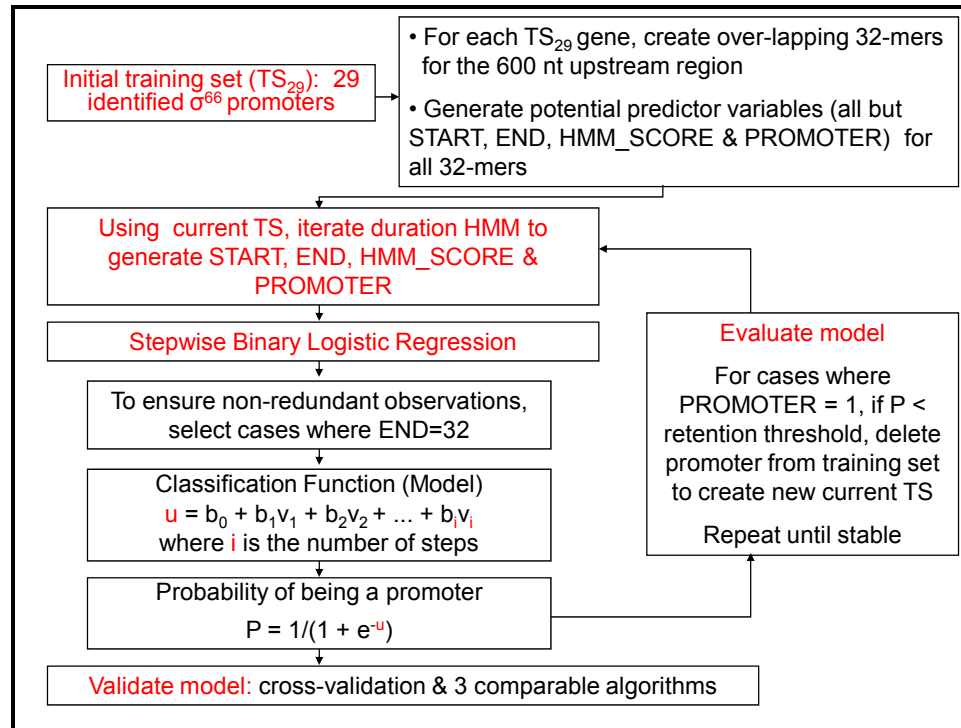 Initial training set (TS29): 29
identified σ66 promoters
• For each TS29 gene, create over-lapping 32-mers
for the 600 nt upstream region
• Generate potential predictor variables (all but
START, END, HMM_SCORE & PROMOTER) for
all 32-mers
Using current TS, iterate duration HMM to
generate START, END, HMM_SCORE &
PROMOTER
Stepwise Binary Logistic Regression
To ensure non-redundant observations,
select cases where END=32
Classification Function (Model)
u = b0 + b1v1 + b2v2 + ... + bivi
where i is the number of steps
Probability of being a promoter
P = 1/(1 + e-u)
Evaluate model
For cases where
PROMOTER = 1, if P <
retention threshold, delete
promoter from training set
to create new current TS
Repeat until stable
Validate model: cross-validation & 3 comparable algorithms